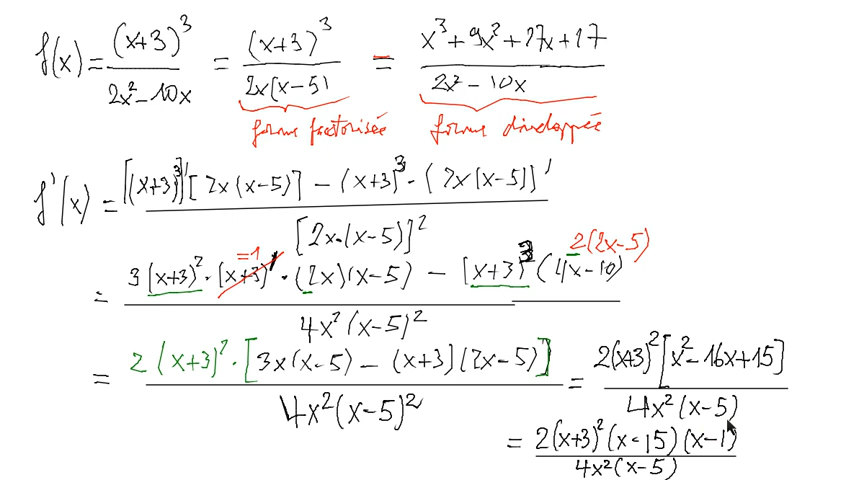 f(x) = (x+3)³ / (2x² - 10x) = (x+3)³ / (2x(x-5)) = (x³ + 9x² + 27x + 27) / (2x² - 10x)
forme factorisée forme développée
f'(x) = ([(x+3)³]' [2x(x-5)] - (x+3)³ · (2x(x-5))') / [2x·(x-5)]²
=1 2(2x-5)
= (3(x+3)² · (x+3)' · (2x)(x-5) - (x+3)³ (4x-10)) / (4x²(x-5)²)
= (2(x+3)² · [3x(x-5) - (x+3)(2x-5)]) / (4x²(x-5)²) = (2(x+3)² [x² - 16x + 15]) / (4x²(x-5))
= (2(x+3)² (x-15)(x-1)) / (4x²(x-5))